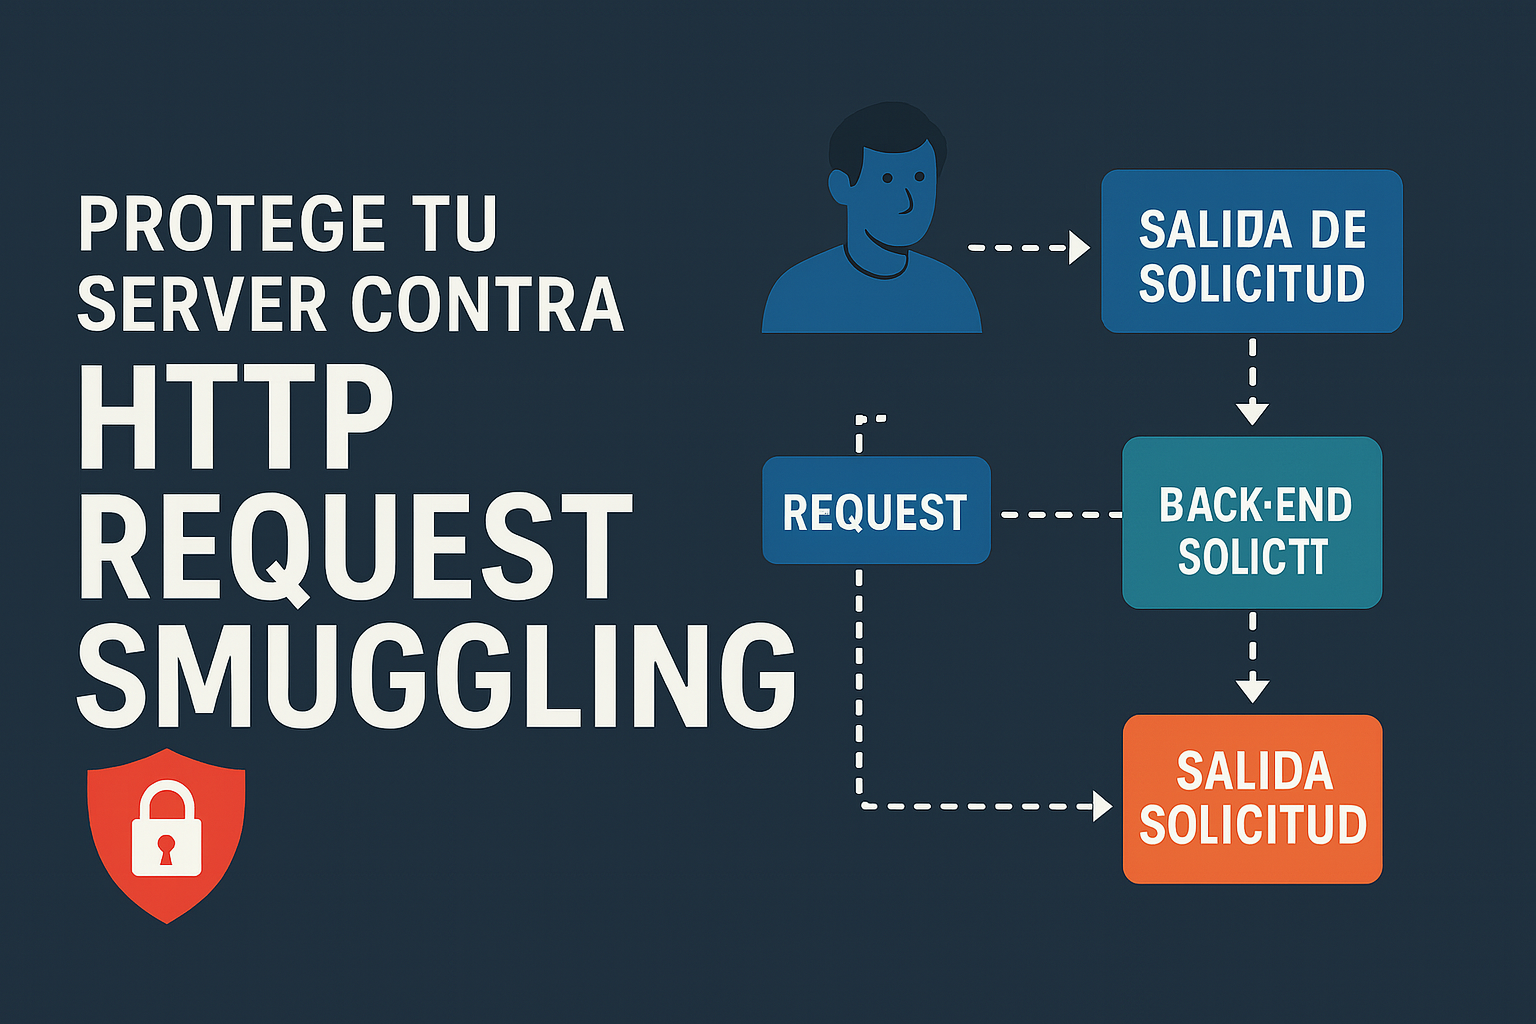 PROTEGE TU
SERVER CONTRA
HTTP
REQUEST
SMUGGLING
SALIDA DE
SOLICITUD
REQUEST
BACK·END
SOLICTT
SALIDA
SOLICITUD